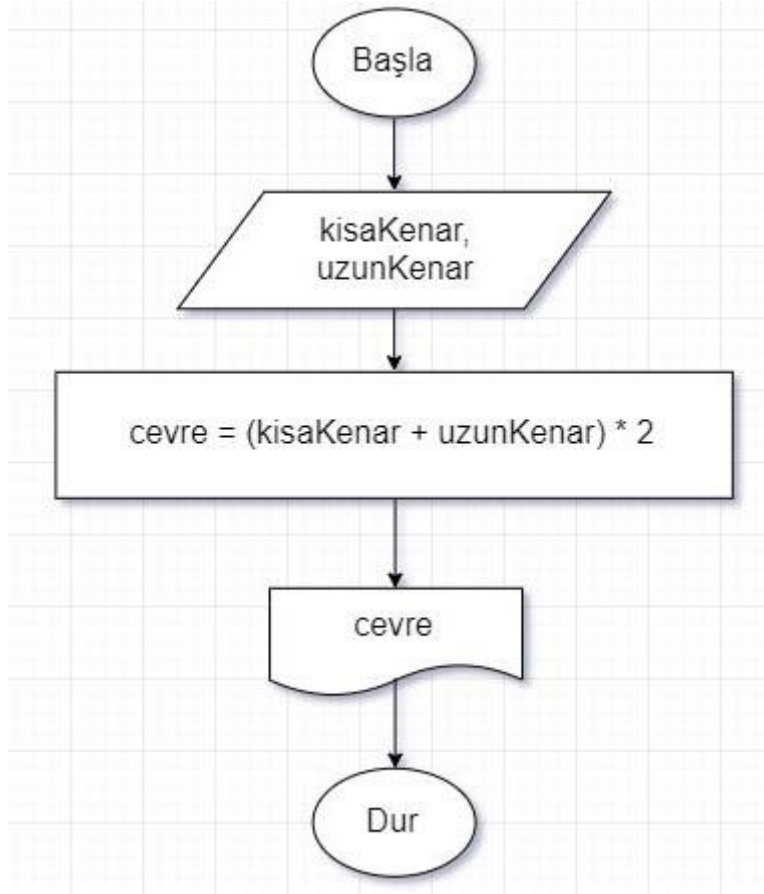 Başla
kisaKenar,
uzunKenar
cevre = (kisaKenar + uzunKenar) * 2
cevre
Dur